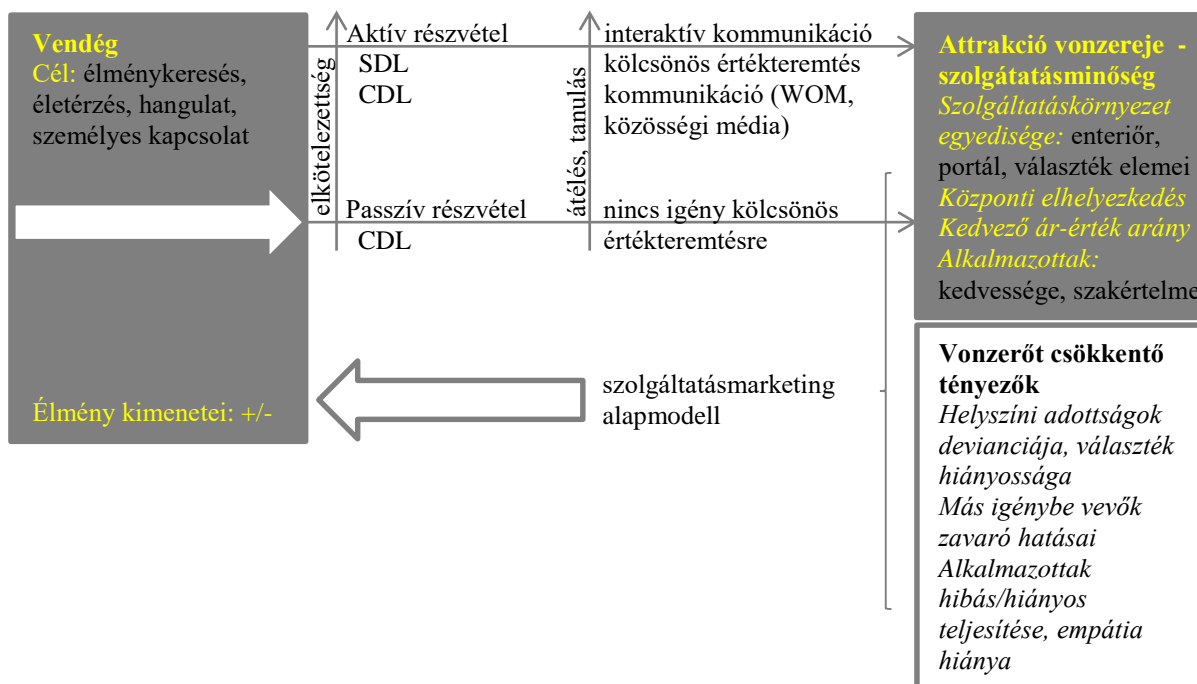 Vendég
Cél: élménykeresés,
életérzés, hangulat,
személyes kapcsolat
Élmény kimenetei: +/-
elkötelezettség
Aktív részvétel
SDL
CDL
Passzív részvétel
CDL
átélés, tanulás
interaktív kommunikáció
kölcsönös értékteremtés
kommunikáció (WOM,
közösségi média)
nincs igény kölcsönös
értékteremtésre
szolgáltatásmarketing
alapmodell
Attrakció vonzereje -
szolgátatásminőség
Szolgáltatáskörnyezet
egyedisége: enteriőr,
portál, választék elemei
Központi elhelyezkedés
Kedvező ár-érték arány
Alkalmazottak:
kedvessége, szakértelme
Vonzerőt csökkentő
tényezők
Helyszíni adottságok
devianciája, választék
hiányossága
Más igénybe vevők
zavaró hatásai
Alkalmazottak
hibás/hiányos
teljesítése, empátia
hiánya